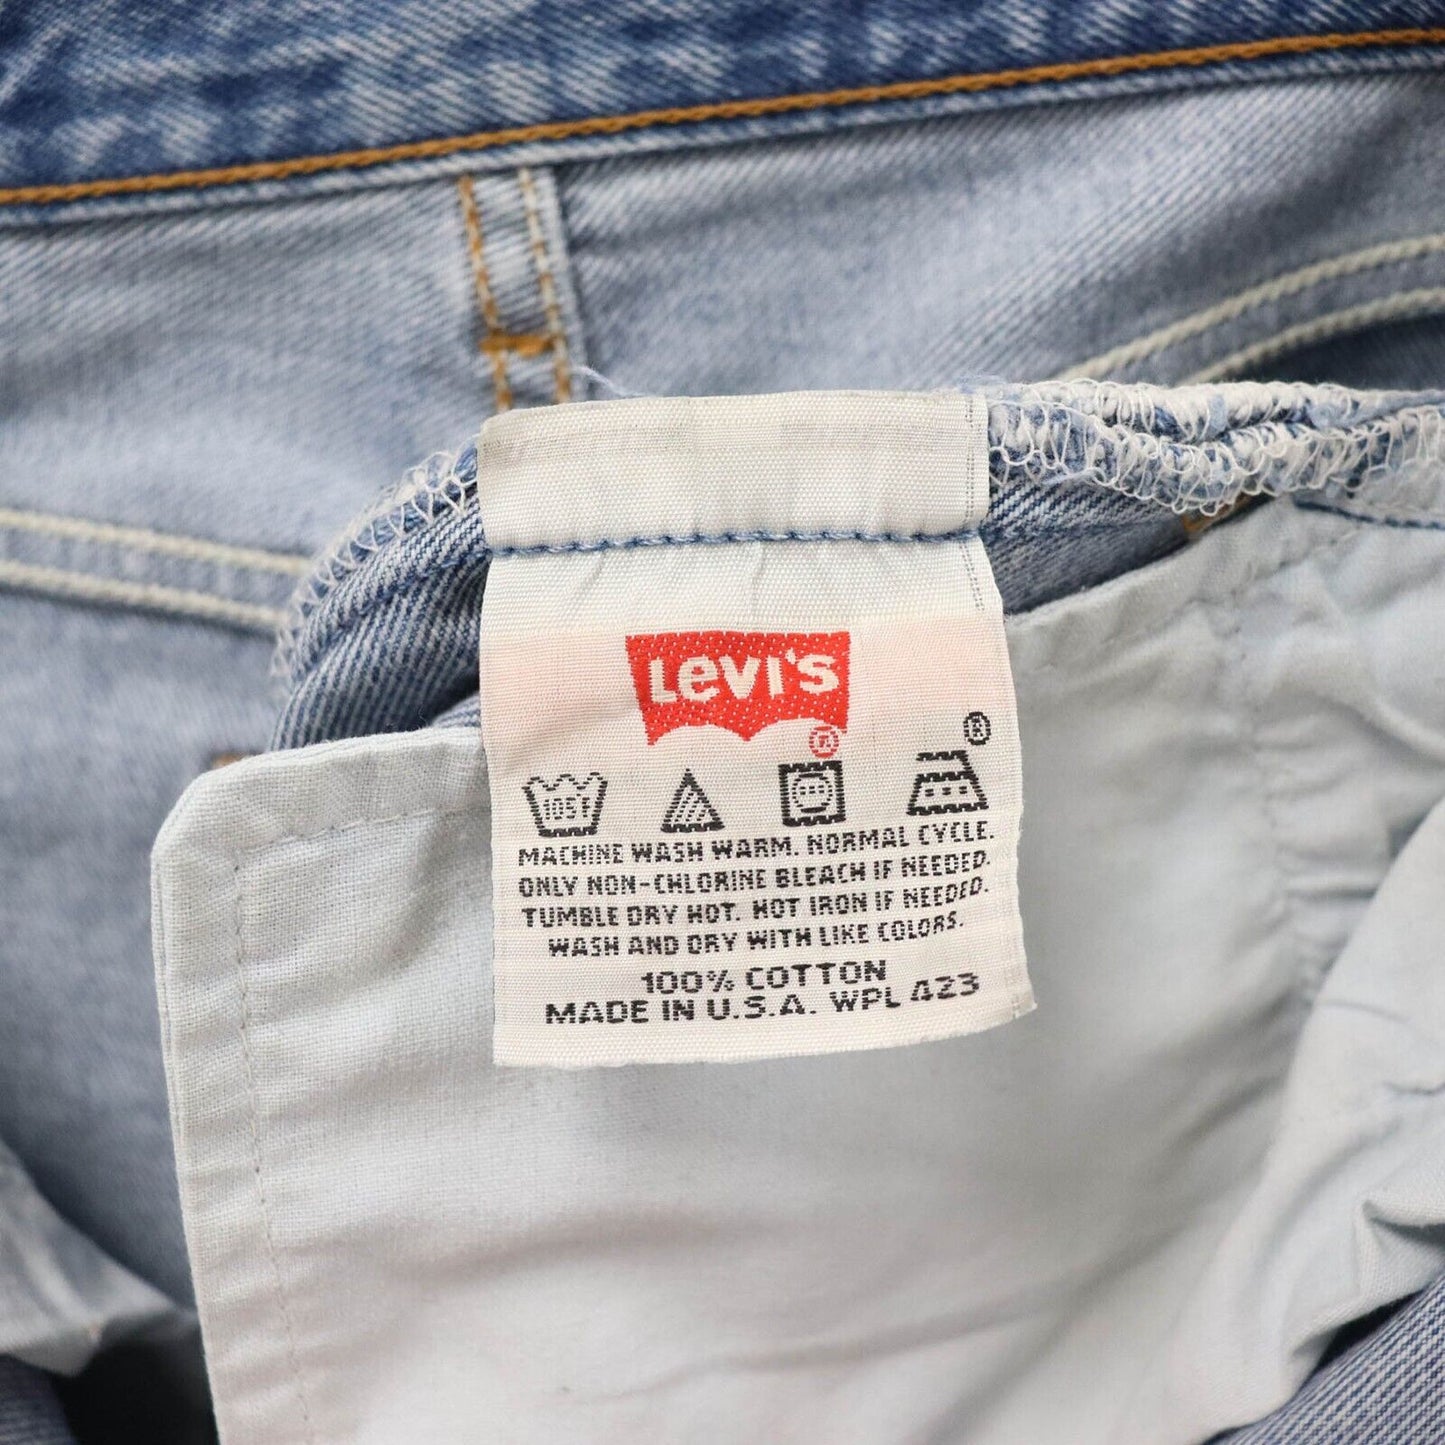 Levi's
®
®
105°F
MACHINE WASH WARM. NORMAL CYCLE.
ONLY NON-CHLORINE BLEACH IF NEEDED.
TUMBLE DRY HOT. HOT IRON IF NEEDED.
WASH AND DRY WITH LIKE COLORS.
100% COTTON
MADE IN U.S.A. WPL 423